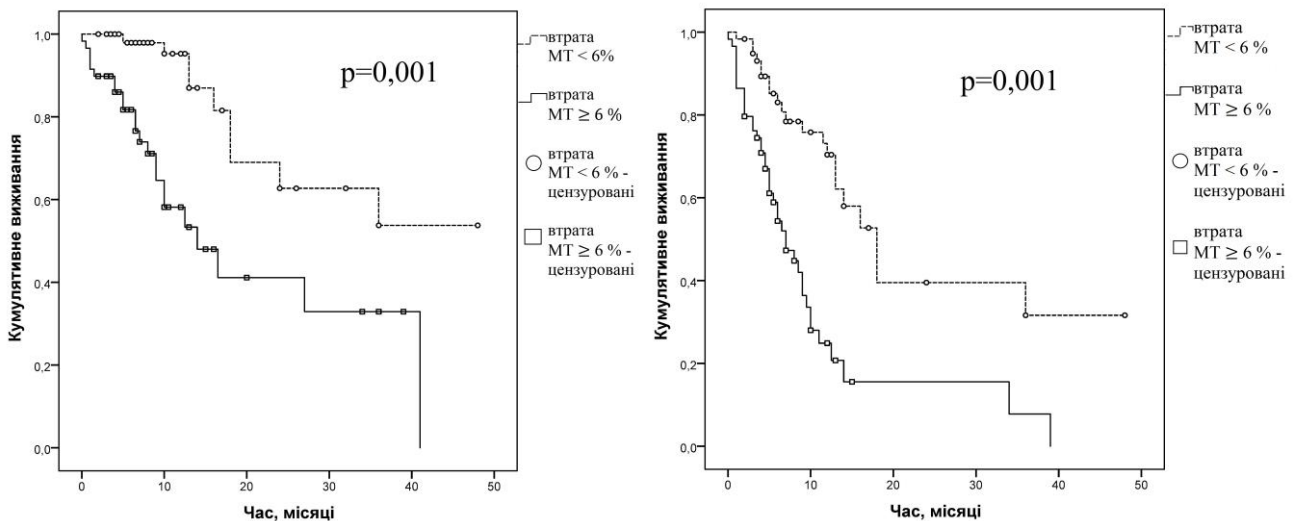 Кумулятивне виживання
1,0
0,8
0,6
0,4
0,2
0,0
p=0,001
0 10 20 30 40 50
Час, місяці
втрата
МТ < 6%
втрата
МТ ≥ 6 %
втрата
МТ < 6 % -
цензуровані
втрата
МТ ≥ 6 % -
цензуровані
Кумулятивне виживання
1,0
0,8
0,6
0,4
0,2
0,0
p=0,001
0 10 20 30 40 50
Час, місяці
втрата
МТ < 6 %
втрата
МТ ≥ 6 %
втрата
МТ < 6 % -
цензуровані
втрата
МТ ≥ 6 % -
цензуровані